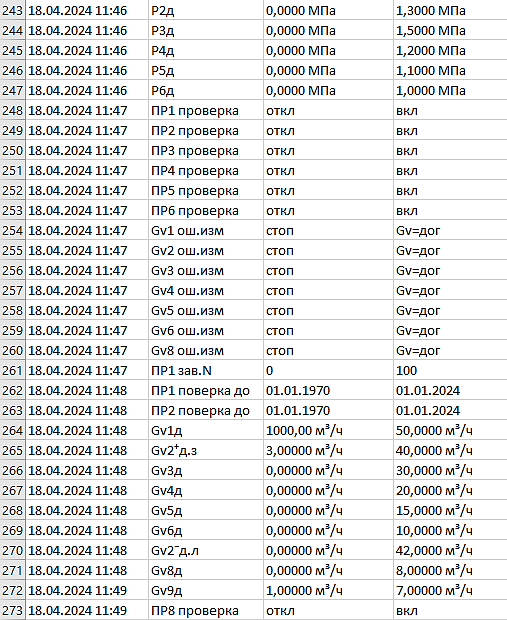 243 18.04.2024 11:46 P2д 0,0000 МПа 1,3000 МПа
244 18.04.2024 11:46 P3д 0,0000 МПа 1,5000 МПа
245 18.04.2024 11:46 P4д 0,0000 МПа 1,2000 МПа
246 18.04.2024 11:46 P5д 0,0000 МПа 1,1000 МПа
247 18.04.2024 11:46 P6д 0,0000 МПа 1,0000 МПа
248 18.04.2024 11:47 ПР1 проверка откл вкл
249 18.04.2024 11:47 ПР2 проверка откл вкл
250 18.04.2024 11:47 ПР3 проверка откл вкл
251 18.04.2024 11:47 ПР4 проверка откл вкл
252 18.04.2024 11:47 ПР5 проверка откл вкл
253 18.04.2024 11:47 ПР6 проверка откл вкл
254 18.04.2024 11:47 Gv1 ош.изм стоп Gv=дог
255 18.04.2024 11:47 Gv2 ош.изм стоп Gv=дог
256 18.04.2024 11:47 Gv3 ош.изм стоп Gv=дог
257 18.04.2024 11:47 Gv4 ош.изм стоп Gv=дог
258 18.04.2024 11:47 Gv5 ош.изм стоп Gv=дог
259 18.04.2024 11:47 Gv6 ош.изм стоп Gv=дог
260 18.04.2024 11:47 Gv8 ош.изм стоп Gv=дог
261 18.04.2024 11:47 ПР1 зав.N 0 100
262 18.04.2024 11:48 ПР1 поверка до 01.01.1970 01.01.2024
263 18.04.2024 11:48 ПР2 поверка до 01.01.1970 01.01.2024
264 18.04.2024 11:48 Gv1д 1000,00 м³/ч 50,0000 м³/ч
265 18.04.2024 11:48 Gv2⁺д.з 3,00000 м³/ч 40,0000 м³/ч
266 18.04.2024 11:48 Gv3д 0,00000 м³/ч 30,0000 м³/ч
267 18.04.2024 11:48 Gv4д 0,00000 м³/ч 20,0000 м³/ч
268 18.04.2024 11:48 Gv5д 0,00000 м³/ч 15,0000 м³/ч
269 18.04.2024 11:48 Gv6д 0,00000 м³/ч 10,0000 м³/ч
270 18.04.2024 11:48 Gv2⁻д.л 0,00000 м³/ч 42,0000 м³/ч
271 18.04.2024 11:48 Gv8д 0,00000 м³/ч 8,00000 м³/ч
272 18.04.2024 11:49 Gv9д 1,00000 м³/ч 7,00000 м³/ч
273 18.04.2024 11:49 ПР8 проверка откл вкл